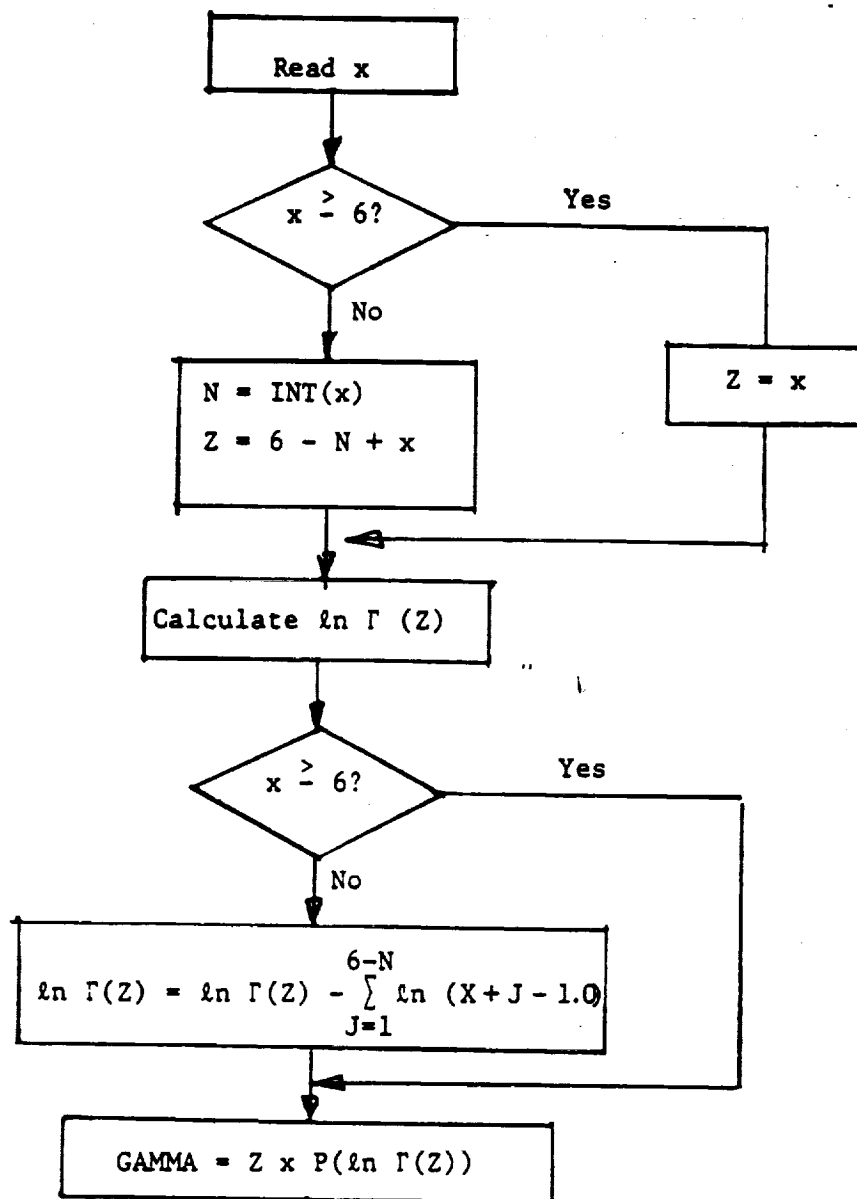 Read x
x ≥ 6?
Yes
No
N = INT(x)
Z = 6 - N + x
Z = x
Calculate ℓn Γ (Z)
x ≥ 6?
Yes
No
6-N
ℓn Γ(Z) = ℓn Γ(Z) - ∑ ℓn (X + J - 1.0)
J=1
GAMMA = Z x P(ℓn Γ(Z))